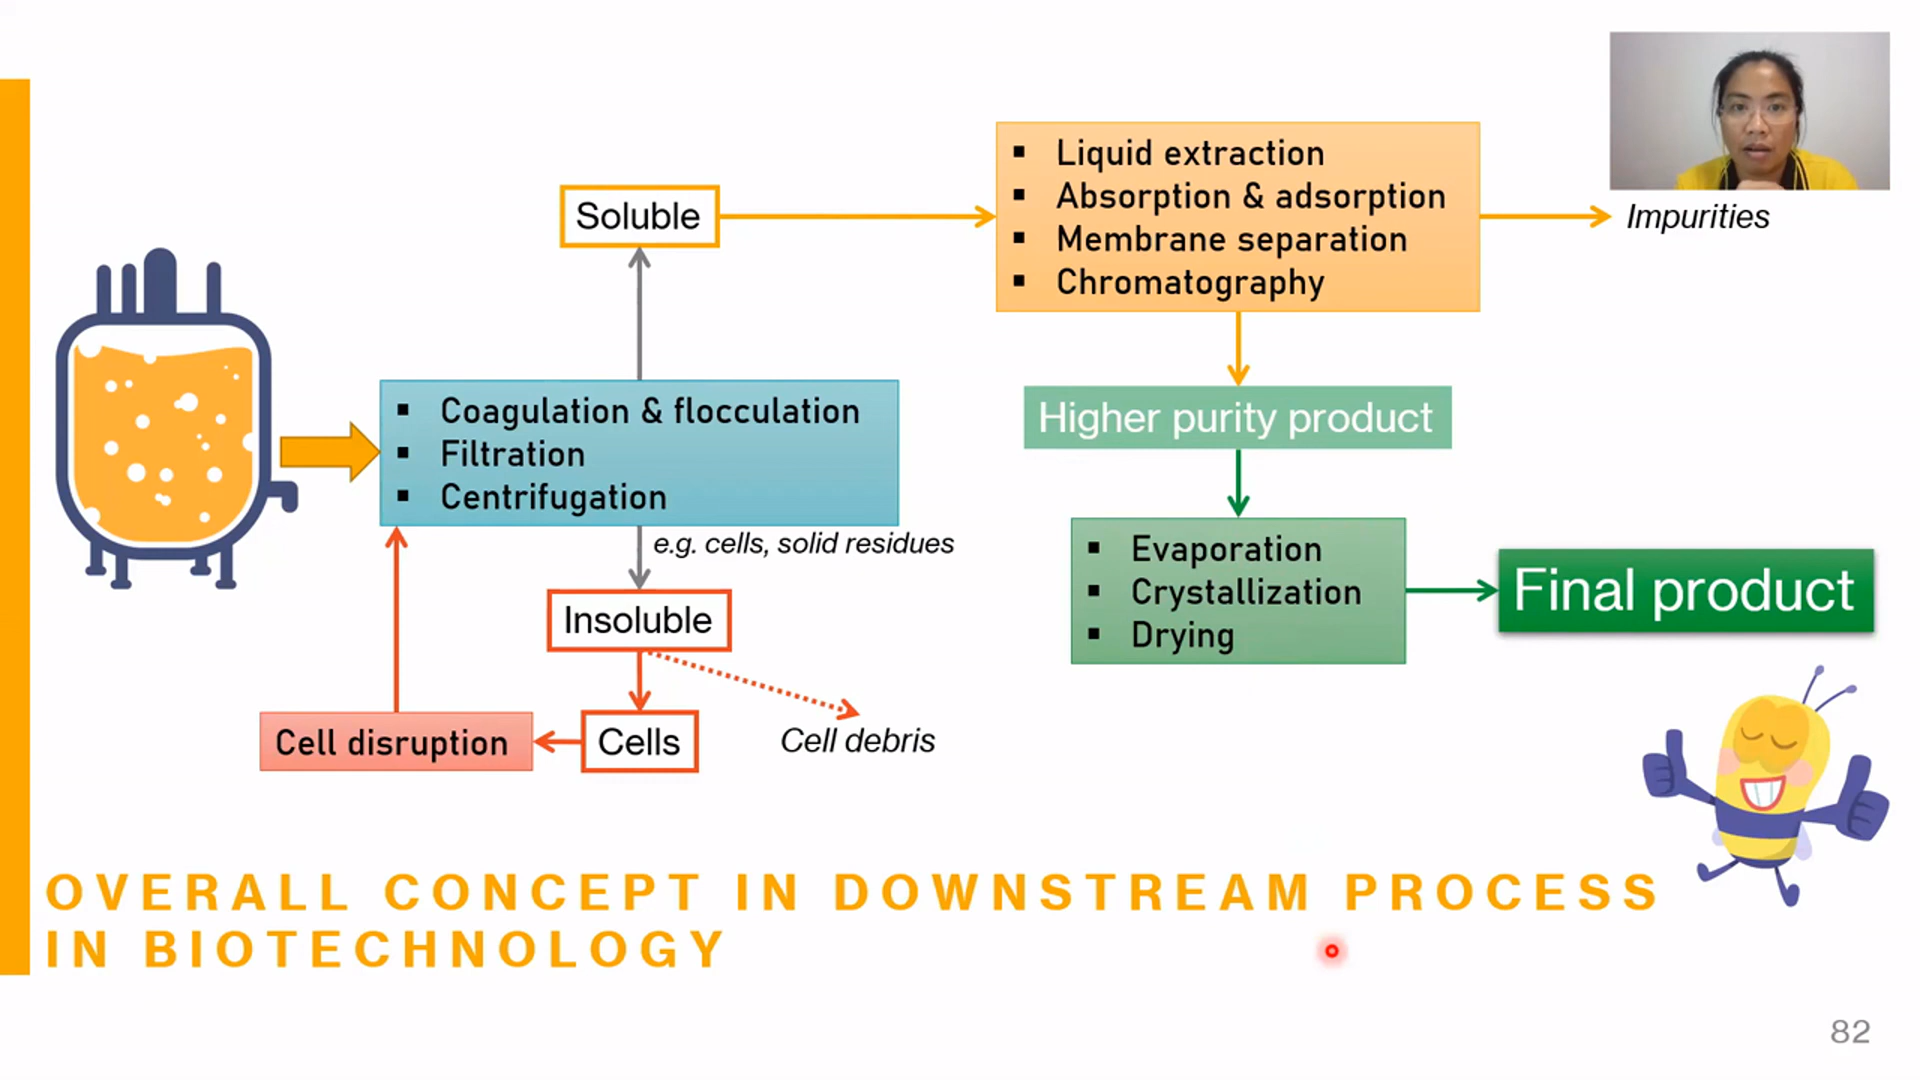 Soluble
▪ Liquid extraction
▪ Absorption & adsorption
▪ Membrane separation
▪ Chromatography
Impurities
▪ Coagulation & flocculation
▪ Filtration
▪ Centrifugation
Higher purity product
e.g. cells, solid residues
▪ Evaporation
▪ Crystallization
▪ Drying
Final product
Insoluble
Cell disruption
Cells
Cell debris
OVERALL CONCEPT IN DOWNSTREAM PROCESS
IN BIOTECHNOLOGY
82